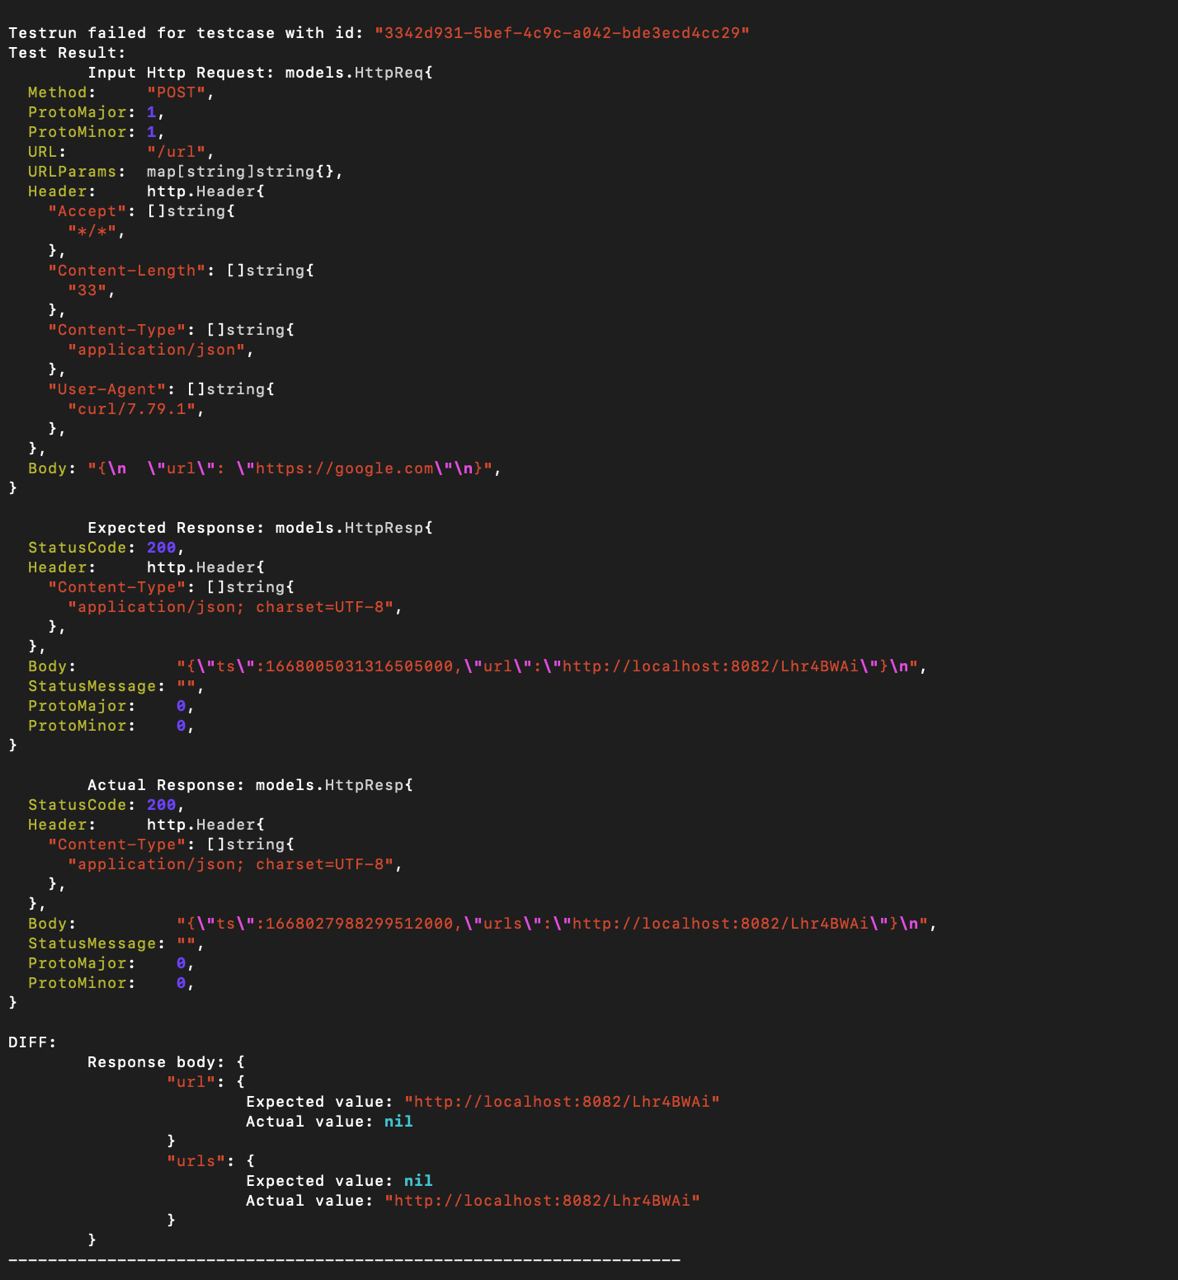 Testrun failed for testcase with id: "3342d931-5bef-4c9c-a042-bde3ecd4cc29"
Test Result:
Input Http Request: models.HttpReq{
Method: "POST",
ProtoMajor: 1,
ProtoMinor: 1,
URL: "/url",
URLParams: map[string]string{},
Header: http.Header{
"Accept": []string{
"*/*",
},
"Content-Length": []string{
"33",
},
"Content-Type": []string{
"application/json",
},
"User-Agent": []string{
"curl/7.79.1",
},
},
Body: "{\n  \"url\": \"https://google.com\"\n}",
}
Expected Response: models.HttpResp{
StatusCode: 200,
Header: http.Header{
"Content-Type": []string{
"application/json; charset=UTF-8",
},
},
Body: "{\"ts\":1668005031316505000,\"url\":\"http://localhost:8082/Lhr4BWAi\"}\n",
StatusMessage: "",
ProtoMajor: 0,
ProtoMinor: 0,
}
Actual Response: models.HttpResp{
StatusCode: 200,
Header: http.Header{
"Content-Type": []string{
"application/json; charset=UTF-8",
},
},
Body: "{\"ts\":1668027988299512000,\"urls\":\"http://localhost:8082/Lhr4BWAi\"}\n",
StatusMessage: "",
ProtoMajor: 0,
ProtoMinor: 0,
}
DIFF:
Response body: {
"url": {
Expected value: "http://localhost:8082/Lhr4BWAi"
Actual value: nil
}
"urls": {
Expected value: nil
Actual value: "http://localhost:8082/Lhr4BWAi"
}
}
--------------------------------------------------------------------